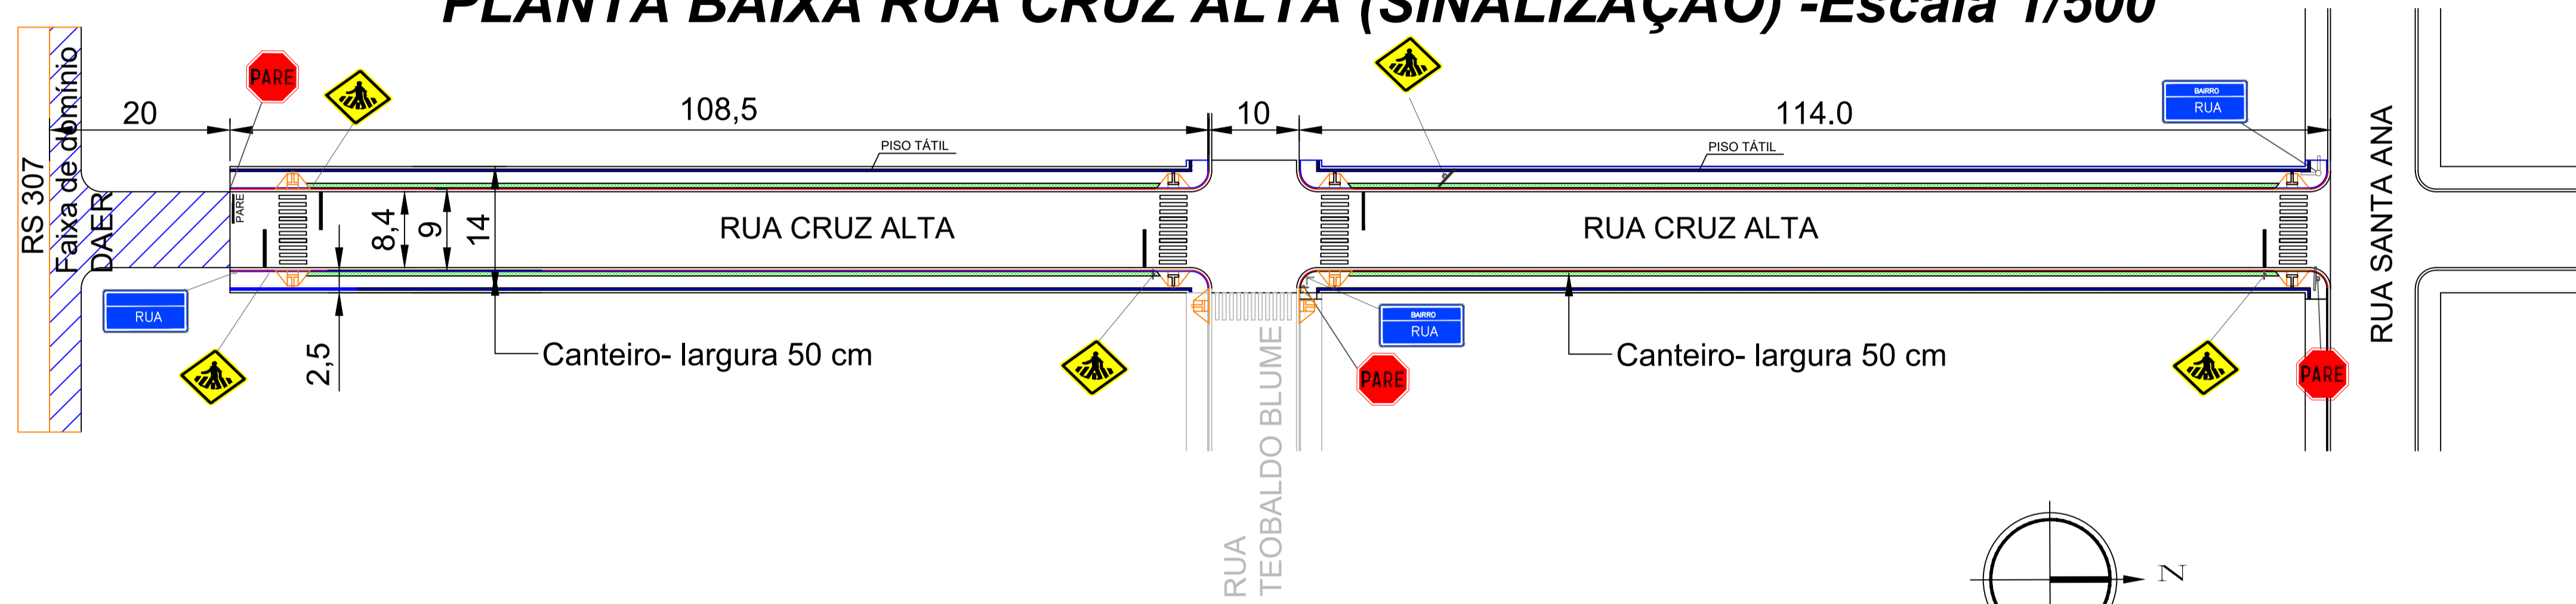 PLANTA BAIXA RUA CRUZ ALTA (SINALIZAÇÃO) -Escala 1/500
RS 307
Faixa de domínio
DAER
20
PARE
108,5
10
114.0
BAIRRO
RUA
PISO TÁTIL
PISO TÁTIL
PARE
8,4
9
14
RUA CRUZ ALTA
RUA CRUZ ALTA
RUA SANTA ANA
RUA
2,5
Canteiro- largura 50 cm
BAIRRO
RUA
PARE
Canteiro- largura 50 cm
PARE
RUA
TEOBALDO BLUME
N